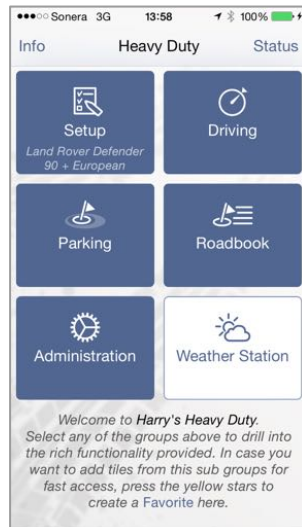 Sonera 3G 13:58 100%
Info Heavy Duty Status
Setup
Land Rover Defender
90 + European
Driving
Parking
Roadbook
Administration
Weather Station
Welcome to Harry's Heavy Duty.
Select any of the groups above to drill into
the rich functionality provided. In case you
want to add tiles from this sub groups for
fast access, press the yellow stars to
create a Favorite here.